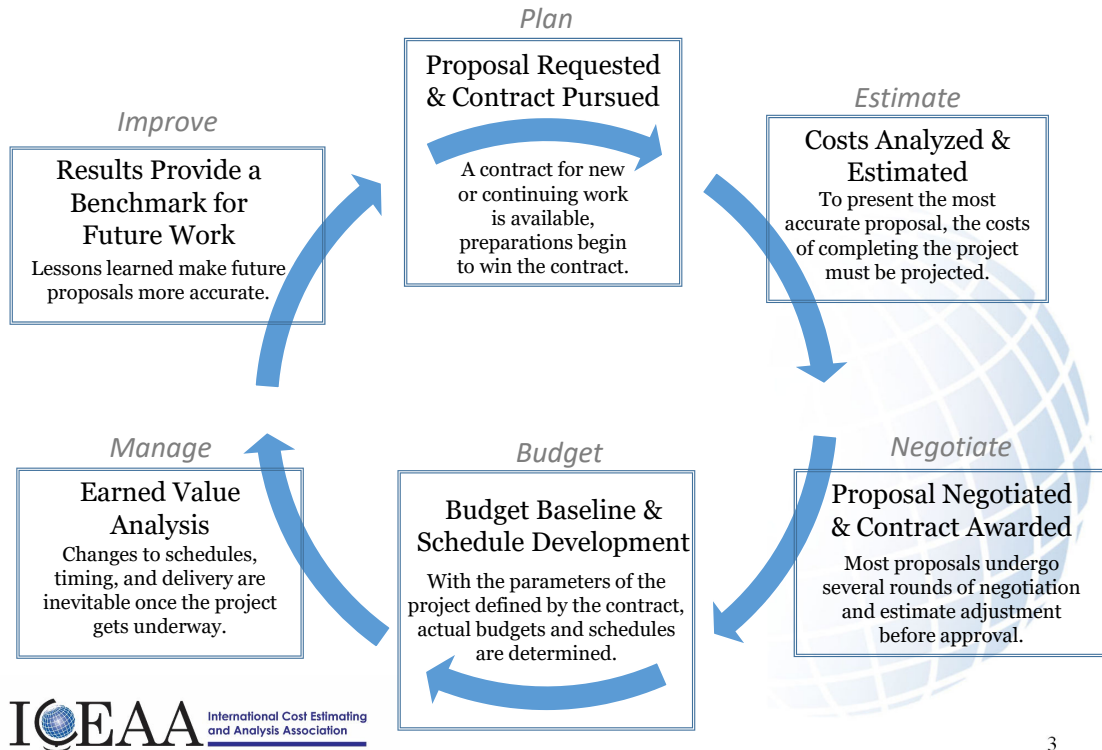 Plan
Proposal Requested
& Contract Pursued
A contract for new
or continuing work
is available,
preparations begin
to win the contract.
Estimate
Costs Analyzed &
Estimated
To present the most
accurate proposal, the costs
of completing the project
must be projected.
Negotiate
Proposal Negotiated
& Contract Awarded
Most proposals undergo
several rounds of negotiation
and estimate adjustment
before approval.
Budget
Budget Baseline &
Schedule Development
With the parameters of the
project defined by the contract,
actual budgets and schedules
are determined.
Manage
Earned Value
Analysis
Changes to schedules,
timing, and delivery are
inevitable once the project
gets underway.
Improve
Results Provide a
Benchmark for
Future Work
Lessons learned make future
proposals more accurate.
ICEAA
International Cost Estimating
and Analysis Association
3